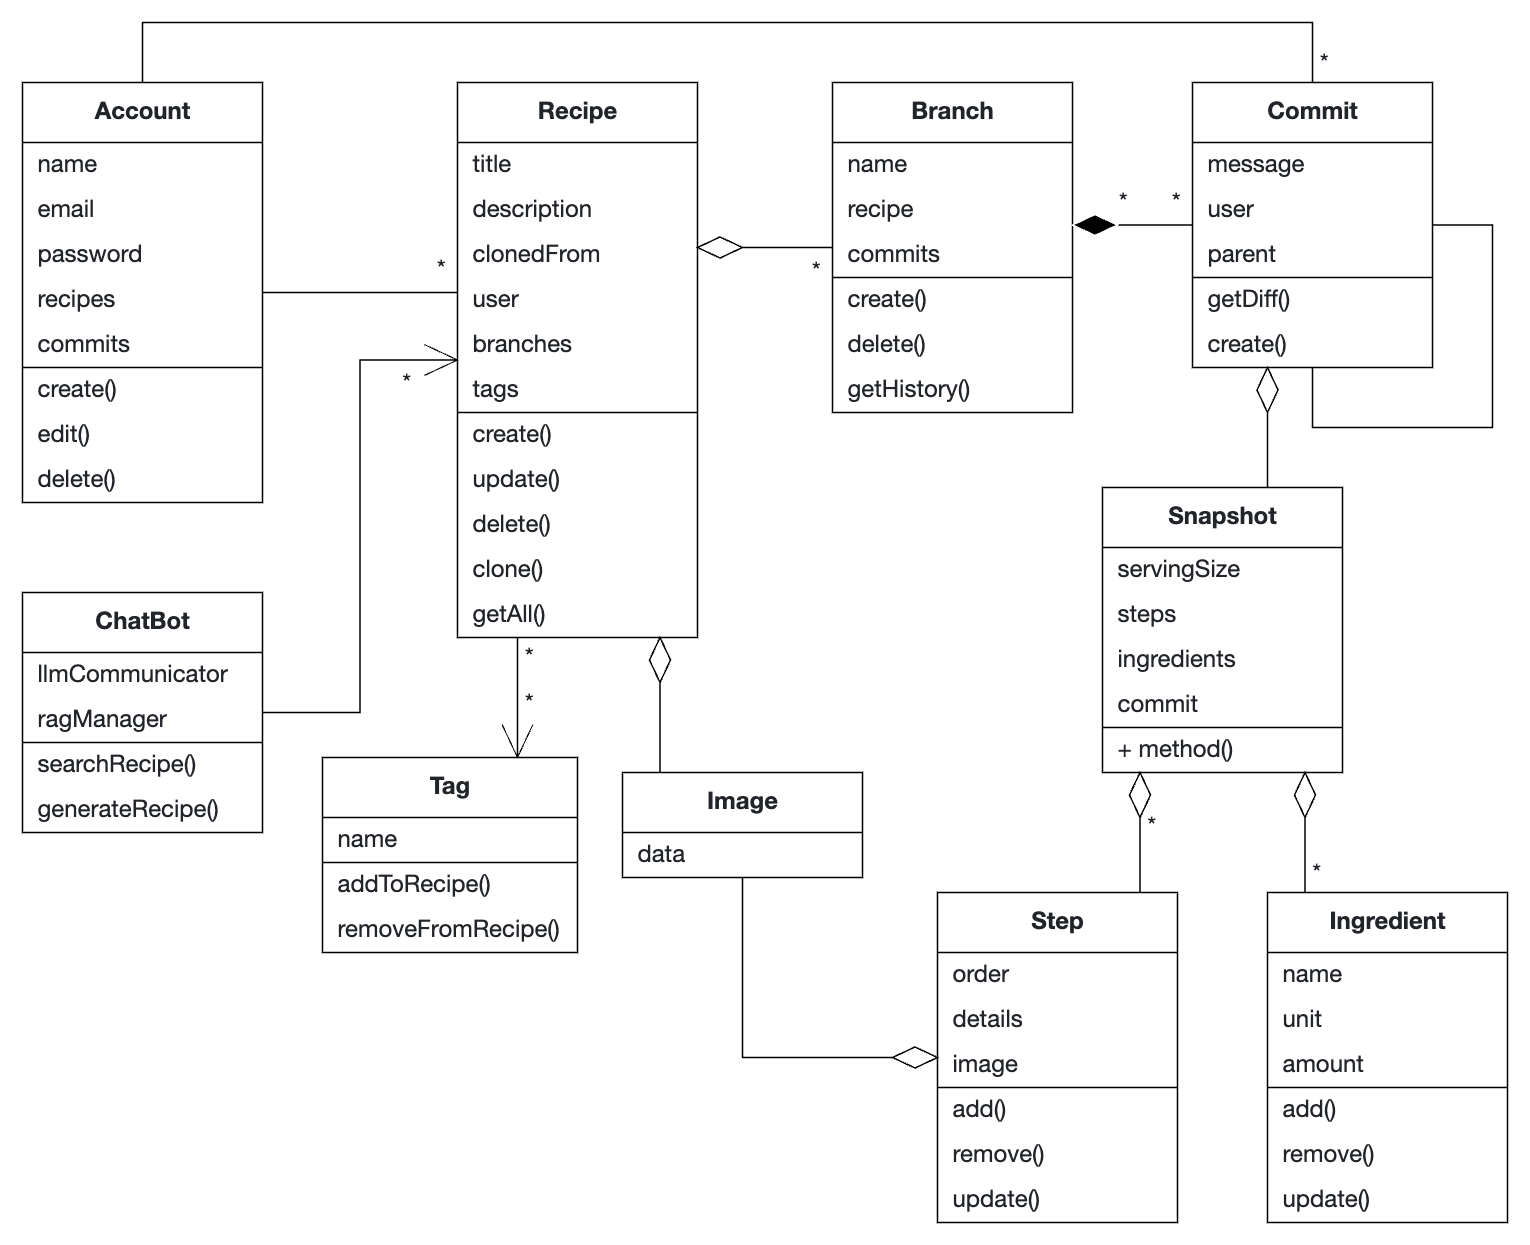 *
Account
name
email
password
recipes
commits
create()
edit()
delete()
*
*
Recipe
title
description
clonedFrom
user
branches
tags
create()
update()
delete()
clone()
getAll()
*
*
*
Branch
name
recipe
commits
create()
delete()
getHistory()
*
*
Commit
message
user
parent
getDiff()
create()
ChatBot
llmCommunicator
ragManager
searchRecipe()
generateRecipe()
Tag
name
addToRecipe()
removeFromRecipe()
Image
data
Snapshot
servingSize
steps
ingredients
commit
+ method()
*
*
Step
order
details
image
add()
remove()
update()
Ingredient
name
unit
amount
add()
remove()
update()